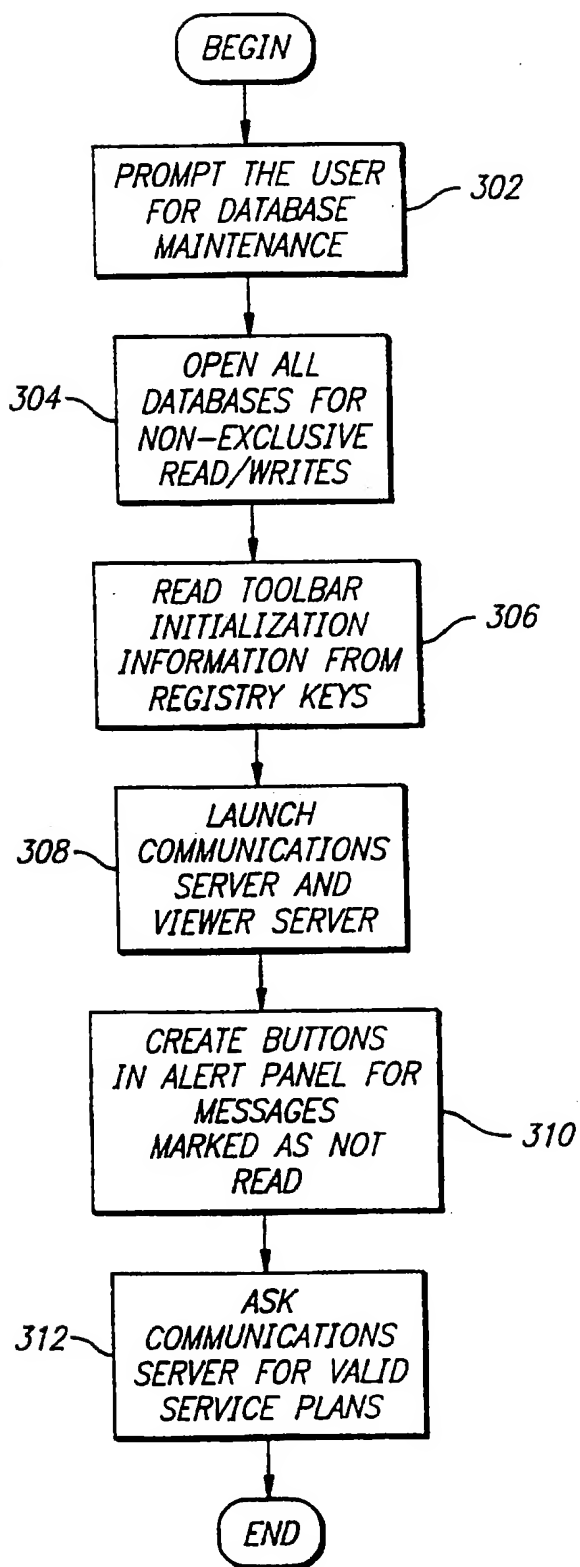 BEGIN
PROMPT THE USER
FOR DATABASE
MAINTENANCE
302
OPEN ALL
DATABASES FOR
NON-EXCLUSIVE
READ/WRITES
304
READ TOOLBAR
INITIALIZATION
INFORMATION FROM
REGISTRY KEYS
306
LAUNCH
COMMUNICATIONS
SERVER AND
VIEWER SERVER
308
CREATE BUTTONS
IN ALERT PANEL FOR
MESSAGES
MARKED AS NOT
READ
310
ASK
COMMUNICATIONS
SERVER FOR VALID
SERVICE PLANS
312
END